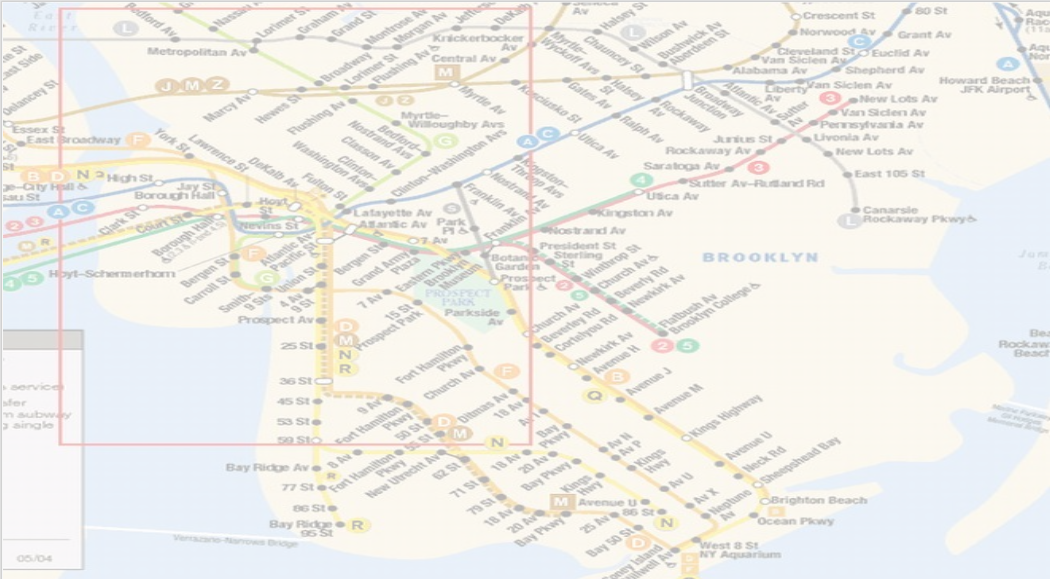 East
River
L
Bedford Av
Lorimer St
Graham Av
Grand St
Montrose Av
Morgan Av
Metropolitan Av
Knickerbocker
Av
Central Av
M
Broadway
Lorimer St
Flushing Av
J M Z
Marcy Av
Hewes St
J Z
Myrtle Av
Kosciusko St
Gates Av
Halsey St
Myrtle–
Wyckoff Avs
Chauncey St
L
Halsey St
Wilson Av
Bushwick Av
Aberdeen St
Crescent St
Norwood Av
Cleveland St
Van Siclen Av
Alabama Av
80 St
Grant Av
C
Euclid Av
Shepherd Av
Van Siclen Av
Liberty
Av
A
Howard Beach
JFK Airport
Broadway
Junction
Atlantic
Av
Sutter
Av
Rockaway
Av
Ralph Av
Utica Av
3
New Lots Av
Van Siclen Av
Pennsylvania Av
Livonia Av
Junius St
Rockaway Av
Saratoga Av
3
New Lots Av
Sutter Av–Rutland Rd
East 105 St
4
Utica Av
Kingston Av
Canarsie
L
Rockaway Pkwy
Delancey St
Essex St
East Broadway
F
York St
Flushing Av
Myrtle–
Willoughby Avs
Bedford–
Nostrand Avs
G
Classon Av
Clinton–
Washington Avs
Clinton-Washington Avs
A C
Kingston–
Throop Avs
Nostrand Av
Franklin Av
Lawrence St
DeKalb Av
Fulton St
B D N
High St
Jay St
Borough Hall
Hoyt
St
Nevins St
Lafayette Av
Atlantic Av
7 Av
S
Park
Pl
A C
2 3
Clark St
Court St
M R
Borough Hall
Hoyt–Schermerhorn
4 5
Bergen St
Carroll St
F
G
Atlantic Av
Pacific St
Union St
Smith–
9 Sts
4 Av
9 St
Bergen St
Grand Army
Plaza
Eastern Pkwy
Brooklyn
Museum
Franklin Av
Botanic
Garden
Prospect
Park
Nostrand Av
President St
Sterling
St
Winthrop St
Church Av
Beverly Rd
Newkirk Av
2
5
Flatbush Av
Brooklyn College
2 5
BROOKLYN
PROSPECT
PARK
Parkside
Av
7 Av
15 St
Prospect Park
Prospect Av
D
M
N
R
25 St
36 St
Church Av
Beverley Rd
Cortelyou Rd
Newkirk Av
Avenue H
B
Q
Avenue J
Avenue M
Kings Highway
Avenue U
Neck Rd
Sheepshead Bay
Fort Hamilton
Pkwy
Church Av
F
Ditmas Av
18 Av
45 St
53 St
59 St
9 Av
Fort Hamilton
Pkwy
50 St
55 St
D
M
N
Bay Ridge Av
77 St
86 St
Bay Ridge
95 St
R
R
8 Av
Fort Hamilton
Pkwy
New Utrecht Av
62 St
71 St
79 St
18 Av
20 Av
Bay Pkwy
18 Av
20 Av
Bay Pkwy
Kings
Hwy
M
Avenue U
86 St
N
25 Av
Bay 50 St
D
Bay
Pkwy
Av N
Av P
Kings
Hwy
Av U
Av X
Neptune
Av
Brighton Beach
Ocean Pkwy
West 8 St
NY Aquarium
Coney Island
Stillwell Av
Verrazano-Narrows Bridge
05/04